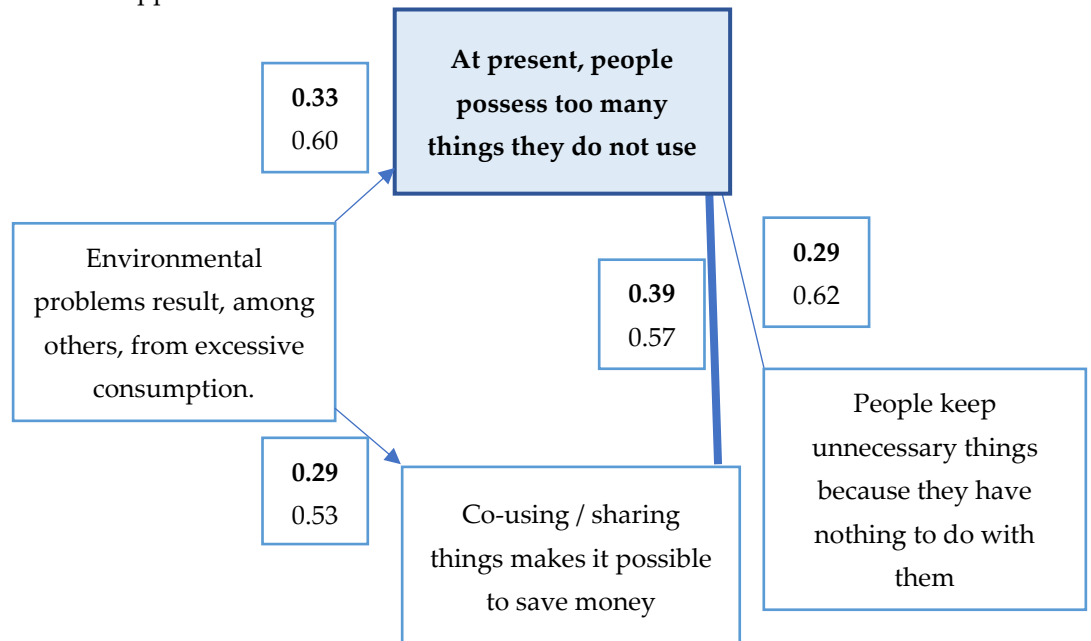 At present, people
possess too many
things they do not use
0.33
0.60
Environmental
problems result, among
others, from excessive
consumption.
0.39
0.57
0.29
0.62
0.29
0.53
Co-using / sharing
things makes it possible
to save money
People keep
unnecessary things
because they have
nothing to do with
them